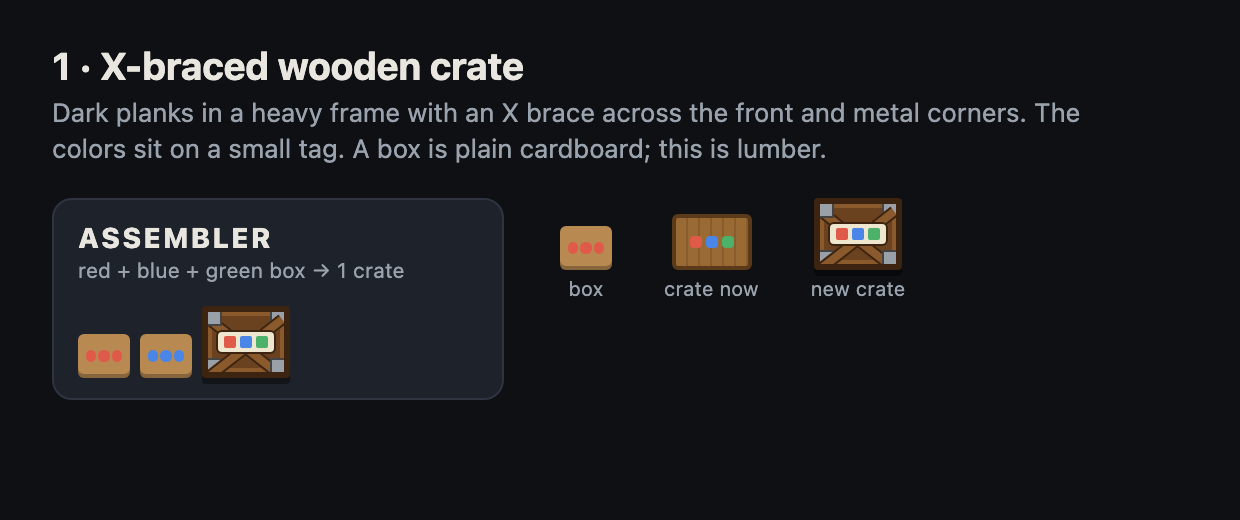 1 · X-braced wooden crate
Dark planks in a heavy frame with an X brace across the front and metal corners. The
colors sit on a small tag. A box is plain cardboard; this is lumber.
ASSEMBLER
red + blue + green box → 1 crate
box
crate now
new crate